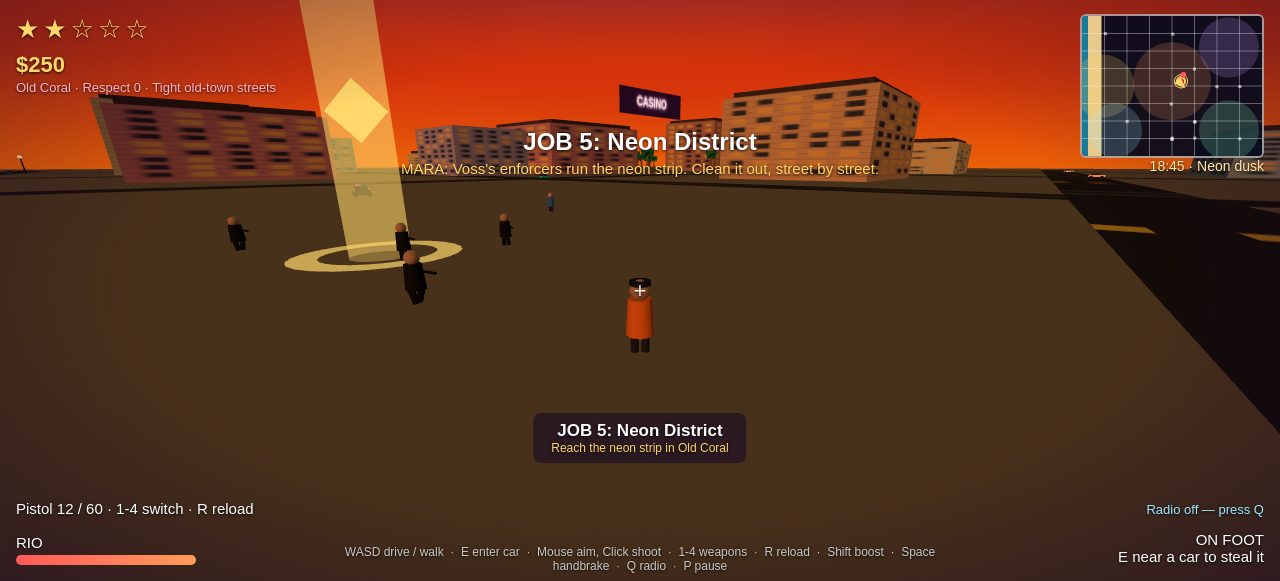 ★★☆☆☆
$250
Old Coral · Respect 0 · Tight old-town streets
CASINO
JOB 5: Neon District
MARA: Voss's enforcers run the neon strip. Clean it out, street by street.
18:45 · Neon dusk
JOB 5: Neon District
Reach the neon strip in Old Coral
Pistol 12 / 60 · 1-4 switch · R reload
RIO
WASD drive / walk · E enter car · Mouse aim, Click shoot · 1-4 weapons · R reload · Shift boost · Space
handbrake · Q radio · P pause
Radio off — press Q
ON FOOT
E near a car to steal it